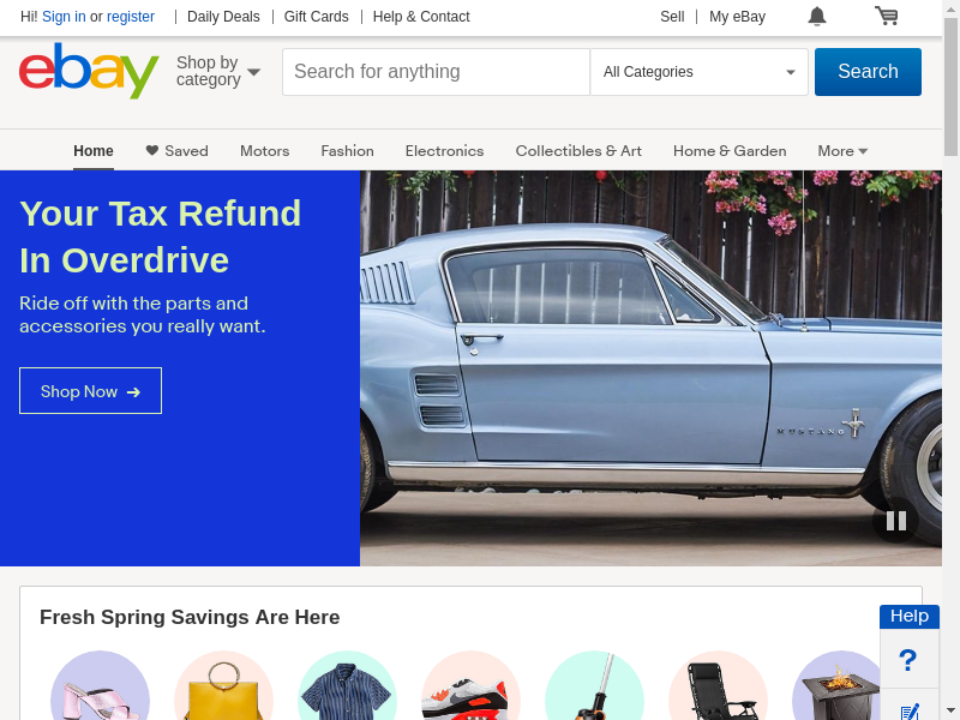 Hi! Sign in or register
Daily Deals
Gift Cards
Help & Contact
Sell
My eBay
ebay
Shop by
category
Search for anything
All Categories
Search
Home
Saved
Motors
Fashion
Electronics
Collectibles & Art
Home & Garden
More
Your Tax Refund
In Overdrive
Ride off with the parts and
accessories you really want.
Shop Now
MUSTANG
Fresh Spring Savings Are Here
Help
?